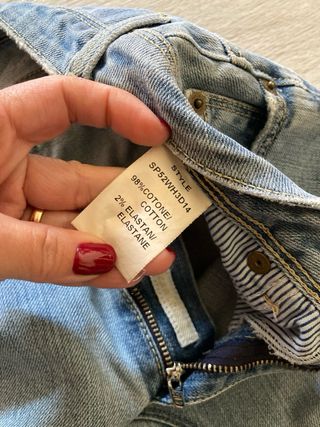 STYLE
SP52WH3D14
98%COTONE/
COTTON
2% ELASTAN/
ELASTANE